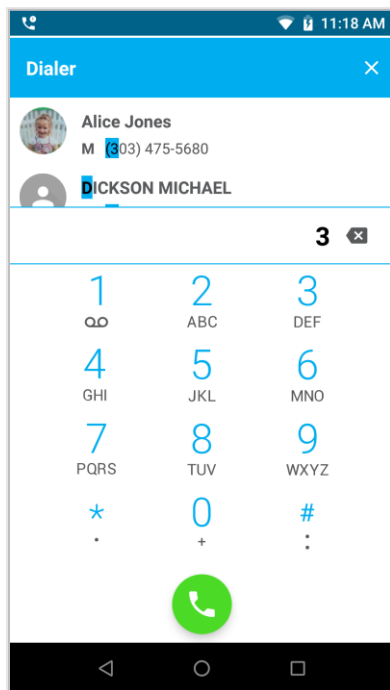 11:18 AM
Dialer
Alice Jones
M (303) 475-5680
DICKSON MICHAEL
3
1 2 3
ABC DEF
4 5 6
GHI JKL MNO
7 8 9
PQRS TUV WXYZ
* 0 #
. + :